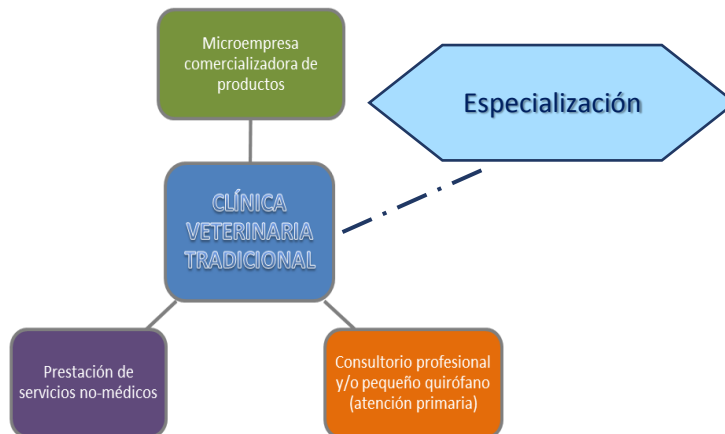 Microempresa
comercializadora de
productos
Especialización
CLÍNICA
VETERINARIA
TRADICIONAL
Prestación de
servicios no-médicos
Consultorio profesional
y/o pequeño quirófano
(atención primaria)